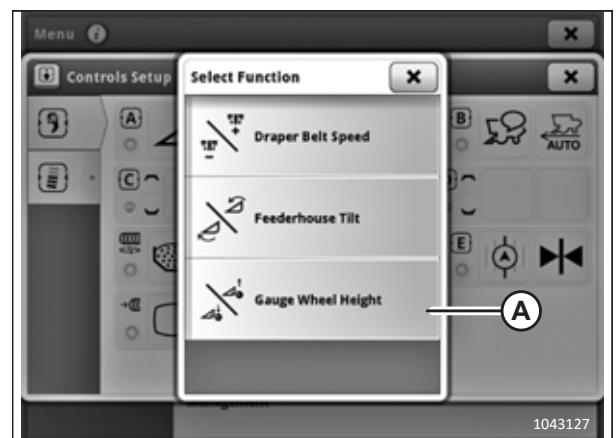 Menu i
Controls Setup
Select Function
A
Draper Belt Speed
B
AUTO
C
Feederhouse Tilt
E
Gauge Wheel Height
A
1043127